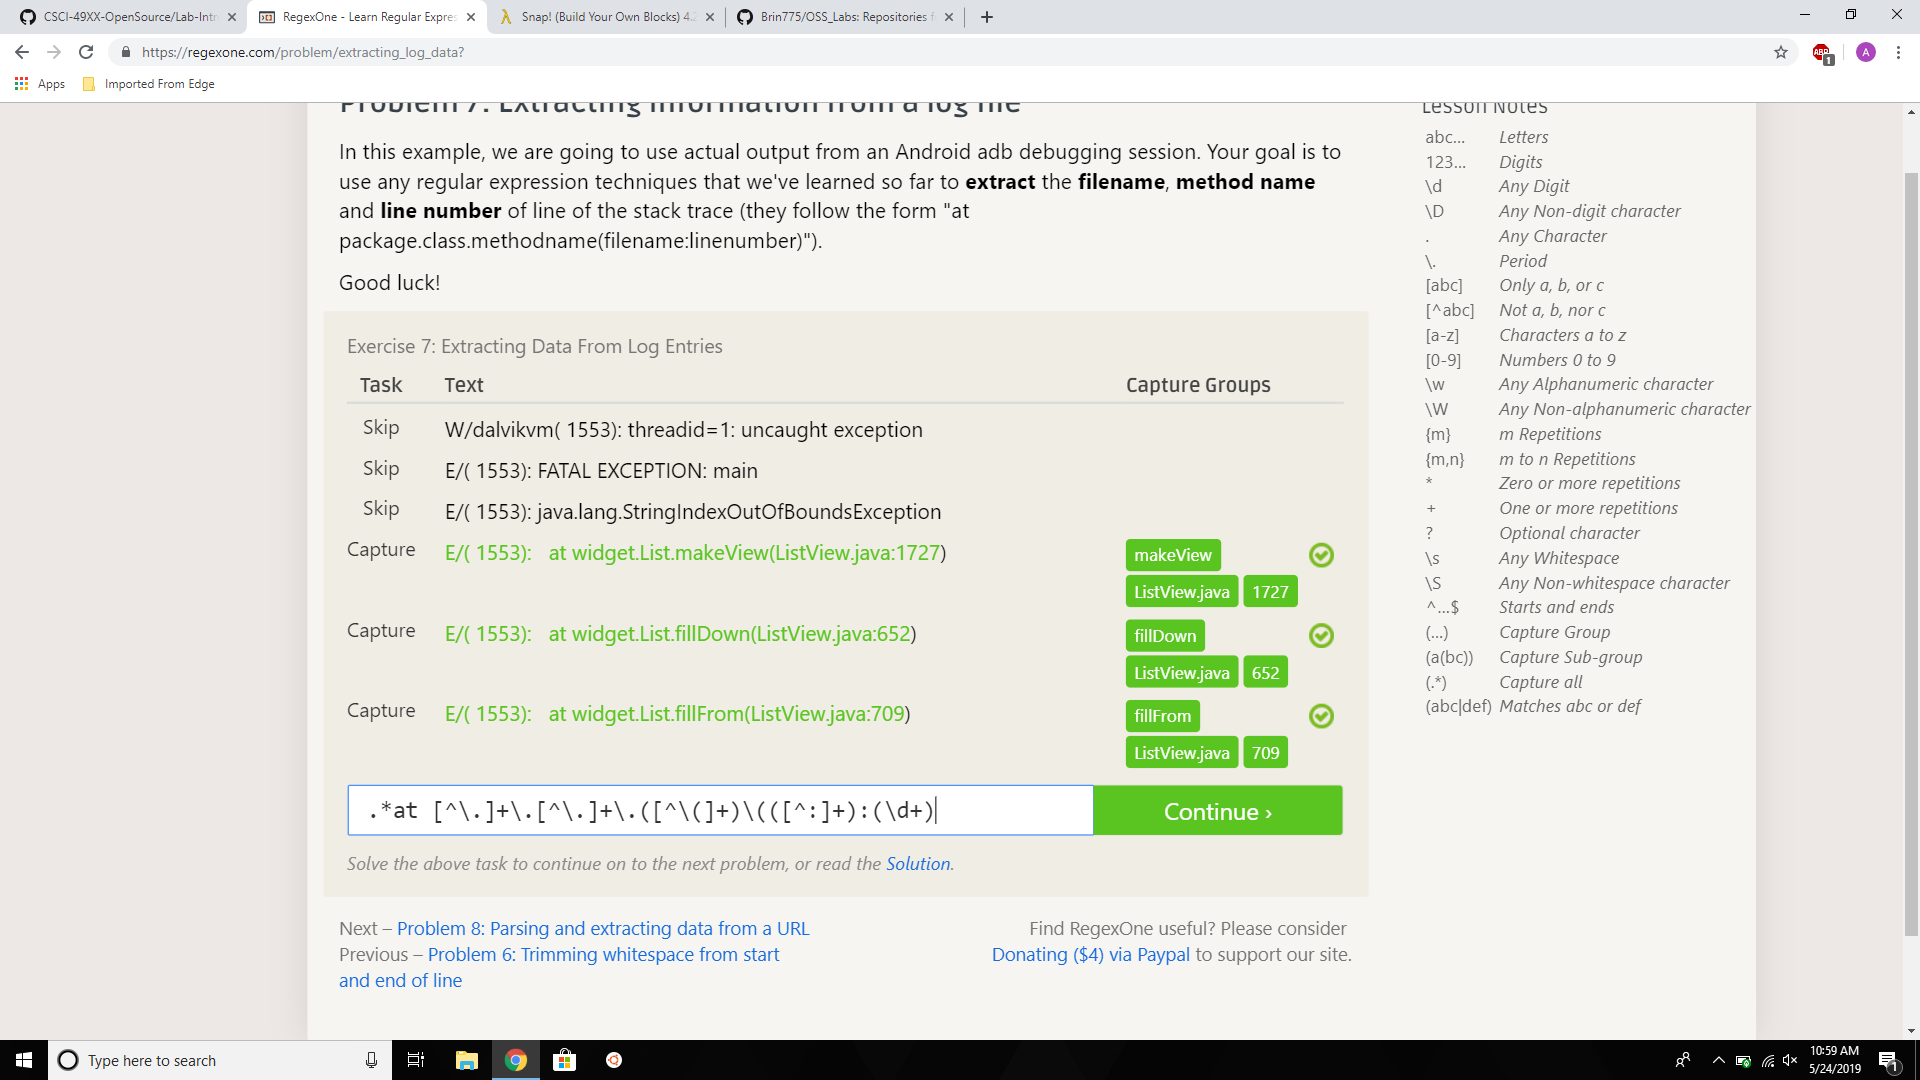 CSCI-49XX-OpenSource/Lab-Intr
RegexOne - Learn Regular Expres
Snap! (Build Your Own Blocks) 4.2
Brin775/OSS_Labs: Repositories f
https://regexone.com/problem/extracting_log_data?
ABP
1
A
Apps
Imported From Edge
Problem 7: Extracting information from a log file
In this example, we are going to use actual output from an Android adb debugging session. Your goal is to
use any regular expression techniques that we've learned so far to extract the filename, method name
and line number of line of the stack trace (they follow the form "at
package.class.methodname(filename:linenumber)").
Good luck!
Exercise 7: Extracting Data From Log Entries
Task Text Capture Groups
Skip W/dalvikvm( 1553): threadid=1: uncaught exception
Skip E/( 1553): FATAL EXCEPTION: main
Skip E/( 1553): java.lang.StringIndexOutOfBoundsException
Capture E/( 1553):   at widget.List.makeView(ListView.java:1727) makeView
ListView.java 1727
Capture E/( 1553):   at widget.List.fillDown(ListView.java:652) fillDown
ListView.java 652
Capture E/( 1553):   at widget.List.fillFrom(ListView.java:709) fillFrom
ListView.java 709
.*at [^\.]+\.[^\.]+\.([^\(]+)\(([^:]+):(\d+)
Continue ›
Solve the above task to continue on to the next problem, or read the Solution.
Next – Problem 8: Parsing and extracting data from a URL
Previous – Problem 6: Trimming whitespace from start
and end of line
Find RegexOne useful? Please consider
Donating ($4) via Paypal to support our site.
Lesson Notes
abc… Letters
123… Digits
\d Any Digit
\D Any Non-digit character
. Any Character
\. Period
[abc] Only a, b, or c
[^abc] Not a, b, nor c
[a-z] Characters a to z
[0-9] Numbers 0 to 9
\w Any Alphanumeric character
\W Any Non-alphanumeric character
{m} m Repetitions
{m,n} m to n Repetitions
* Zero or more repetitions
+ One or more repetitions
? Optional character
\s Any Whitespace
\S Any Non-whitespace character
^…$ Starts and ends
(…) Capture Group
(a(bc)) Capture Sub-group
(.*) Capture all
(abc|def) Matches abc or def
Type here to search
10:59 AM
5/24/2019
1